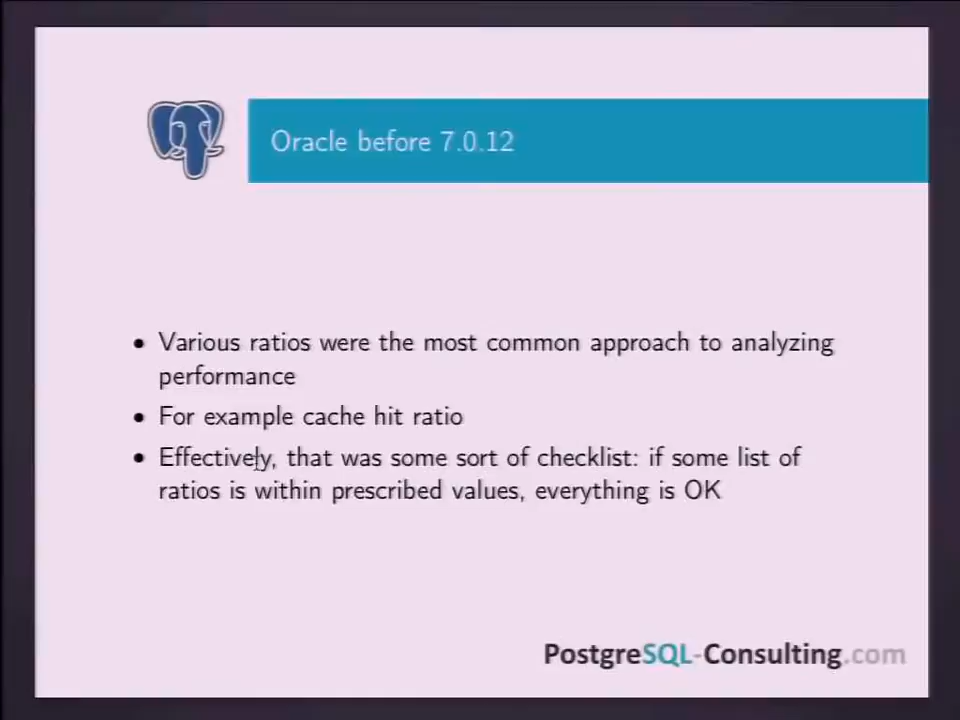 Oracle before 7.0.12
• Various ratios were the most common approach to analyzing
performance
• For example cache hit ratio
• Effectively, that was some sort of checklist: if some list of
ratios is within prescribed values, everything is OK
PostgreSQL-Consulting.com